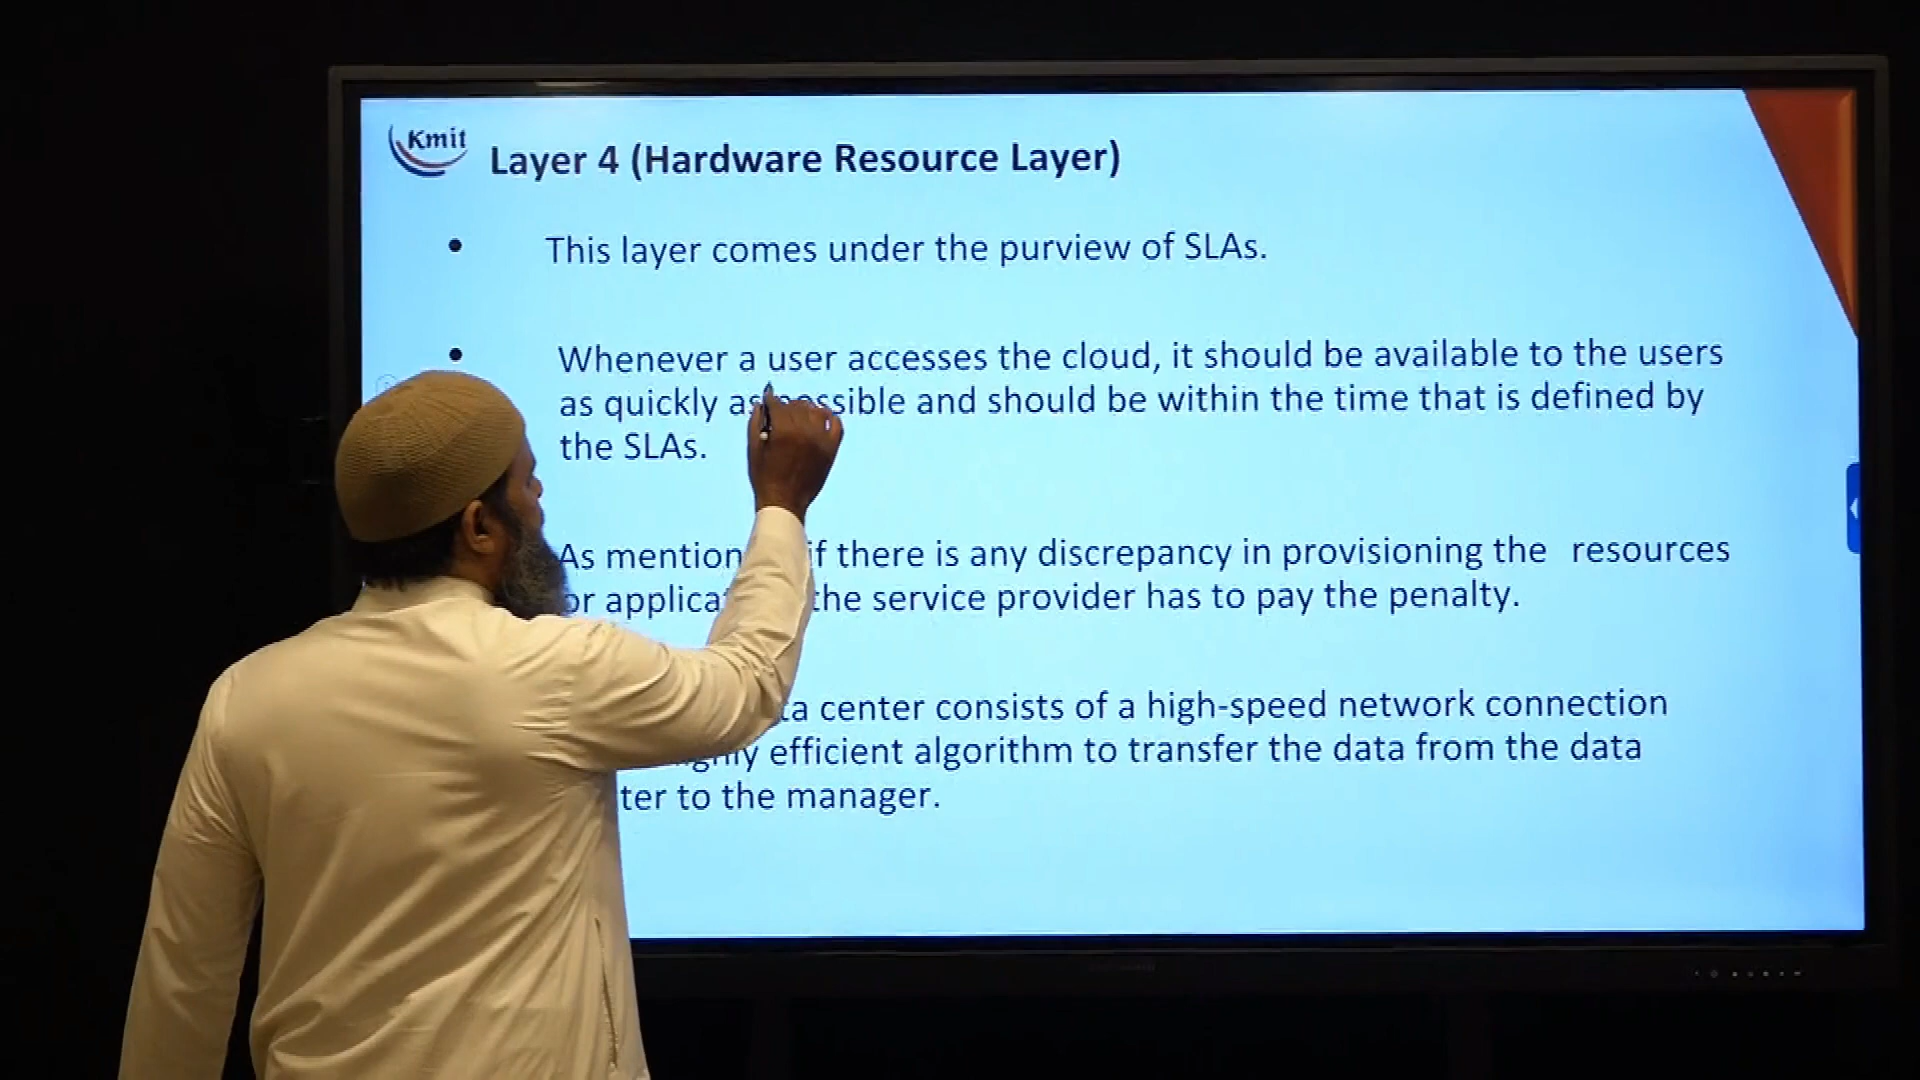 Kmit
Layer 4 (Hardware Resource Layer)
• This layer comes under the purview of SLAs.
• Whenever a user accesses the cloud, it should be available to the users
as quickly as possible and should be within the time that is defined by
the SLAs.
As if there is any discrepancy in provisioning the resources
or the service provider has to pay the penalty.
center consists of a high-speed network connection
efficient algorithm to transfer the data from the data
to the manager.